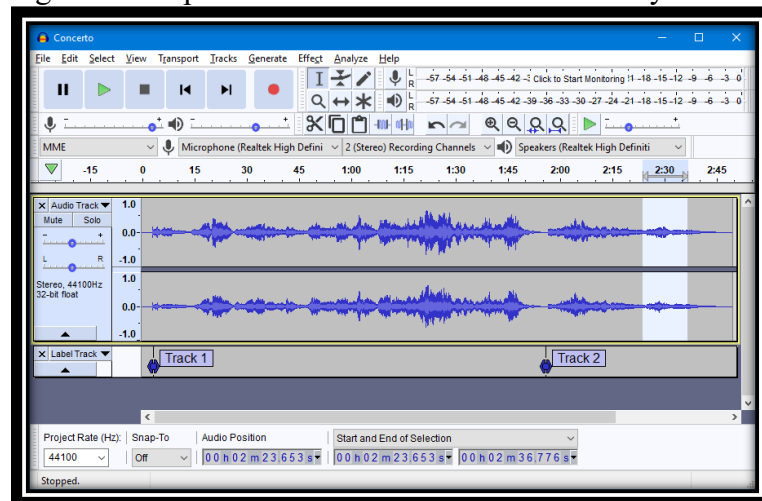 Concerto
File Edit Select View Transport Tracks Generate Effect Analyze Help
L R -57 -54 -51 -48 -45 -42 -3 Click to Start Monitoring !1 -18 -15 -12 -9 -6 -3 0
L R -57 -54 -51 -48 -45 -42 -39 -36 -33 -30 -27 -24 -21 -18 -15 -12 -9 -6 -3 0
- + - + - +
MME Microphone (Realtek High Defini 2 (Stereo) Recording Channels Speakers (Realtek High Definiti
-15 0 15 30 45 1:00 1:15 1:30 1:45 2:00 2:15 2:30 2:45
× Audio Track 1.0
Mute Solo
- + 0.0
L R -1.0
Stereo, 44100Hz 1.0
32-bit float
0.0
-1.0
× Label Track Track 1 Track 2
Project Rate (Hz): Snap-To Audio Position Start and End of Selection
44100 Off 00 h 02 m 23.653 s 00 h 02 m 23.653 s 00 h 02 m 36.776 s
Stopped.